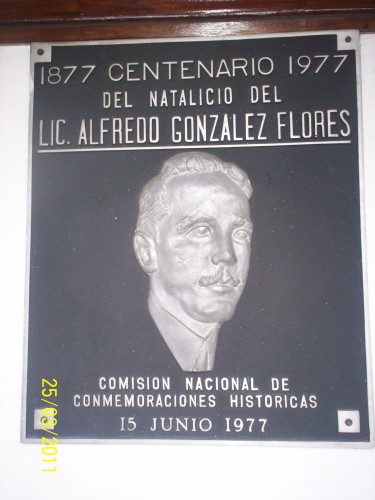 1877 CENTENARIO 1977
DEL NATALICIO DEL
LIC. ALFREDO GONZALEZ FLORES
COMISION NACIONAL DE
CONMEMORACIONES HISTORICAS
15 JUNIO 1977
25/03/2011